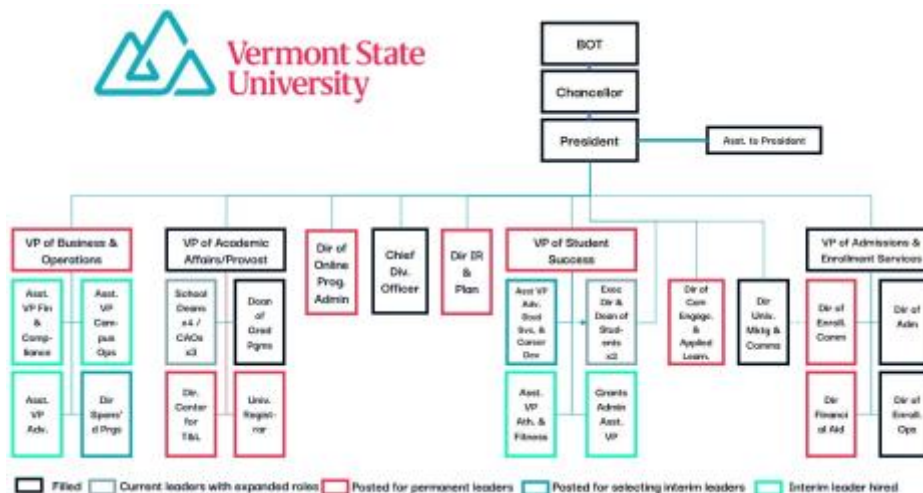 Vermont State
University
BOT
Chancellor
President
Asst. to President
VP of Business &
Operations
VP of Academic
Affairs/Provost
Dir of
Online
Prog.
Admin
Chief
Div.
Officer
Dir IR
&
Plan
VP of Student
Success
VP of Admissions &
Enrollment Services
Asst.
VP Fin
&
Comp-
liance
Asst.
VP
Cam-
pus
Ops
School
Deans
x4 /
CAOs
x3
Dean
of
Grad
Pgms
Asst VP
Adv.
Stud
Svs, &
Career
Dev
Exec
Dir &
Dean of
Stud-
ents
x2
Dir of
Com
Engage.
&
Applied
Learn.
Dir
Univ.
Mktg &
Comms
Dir of
Enroll.
Comm
Dir of
Adm
Asst.
VP
Adv.
Dir
Spons'
d Prgs
Dir.
Center
for
T&L
Univ.
Regist-
rar
Asst.
VP
Ath. &
Fitness
Grants
Admin
Asst.
VP
Dir
Financi
al Aid
Dir of
Enroll.
Ops
Filled
Current leaders with expanded roles
Posted for permanent leaders
Posted for selecting interim leaders
Interim leader hired